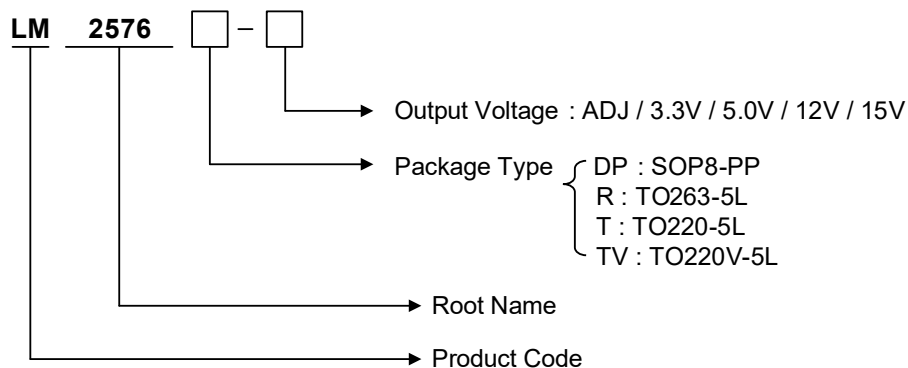 LM 2576 –
Output Voltage : ADJ / 3.3V / 5.0V / 12V / 15V
Package Type DP : SOP8-PP
R : TO263-5L
T : TO220-5L
TV : TO220V-5L
Root Name
Product Code